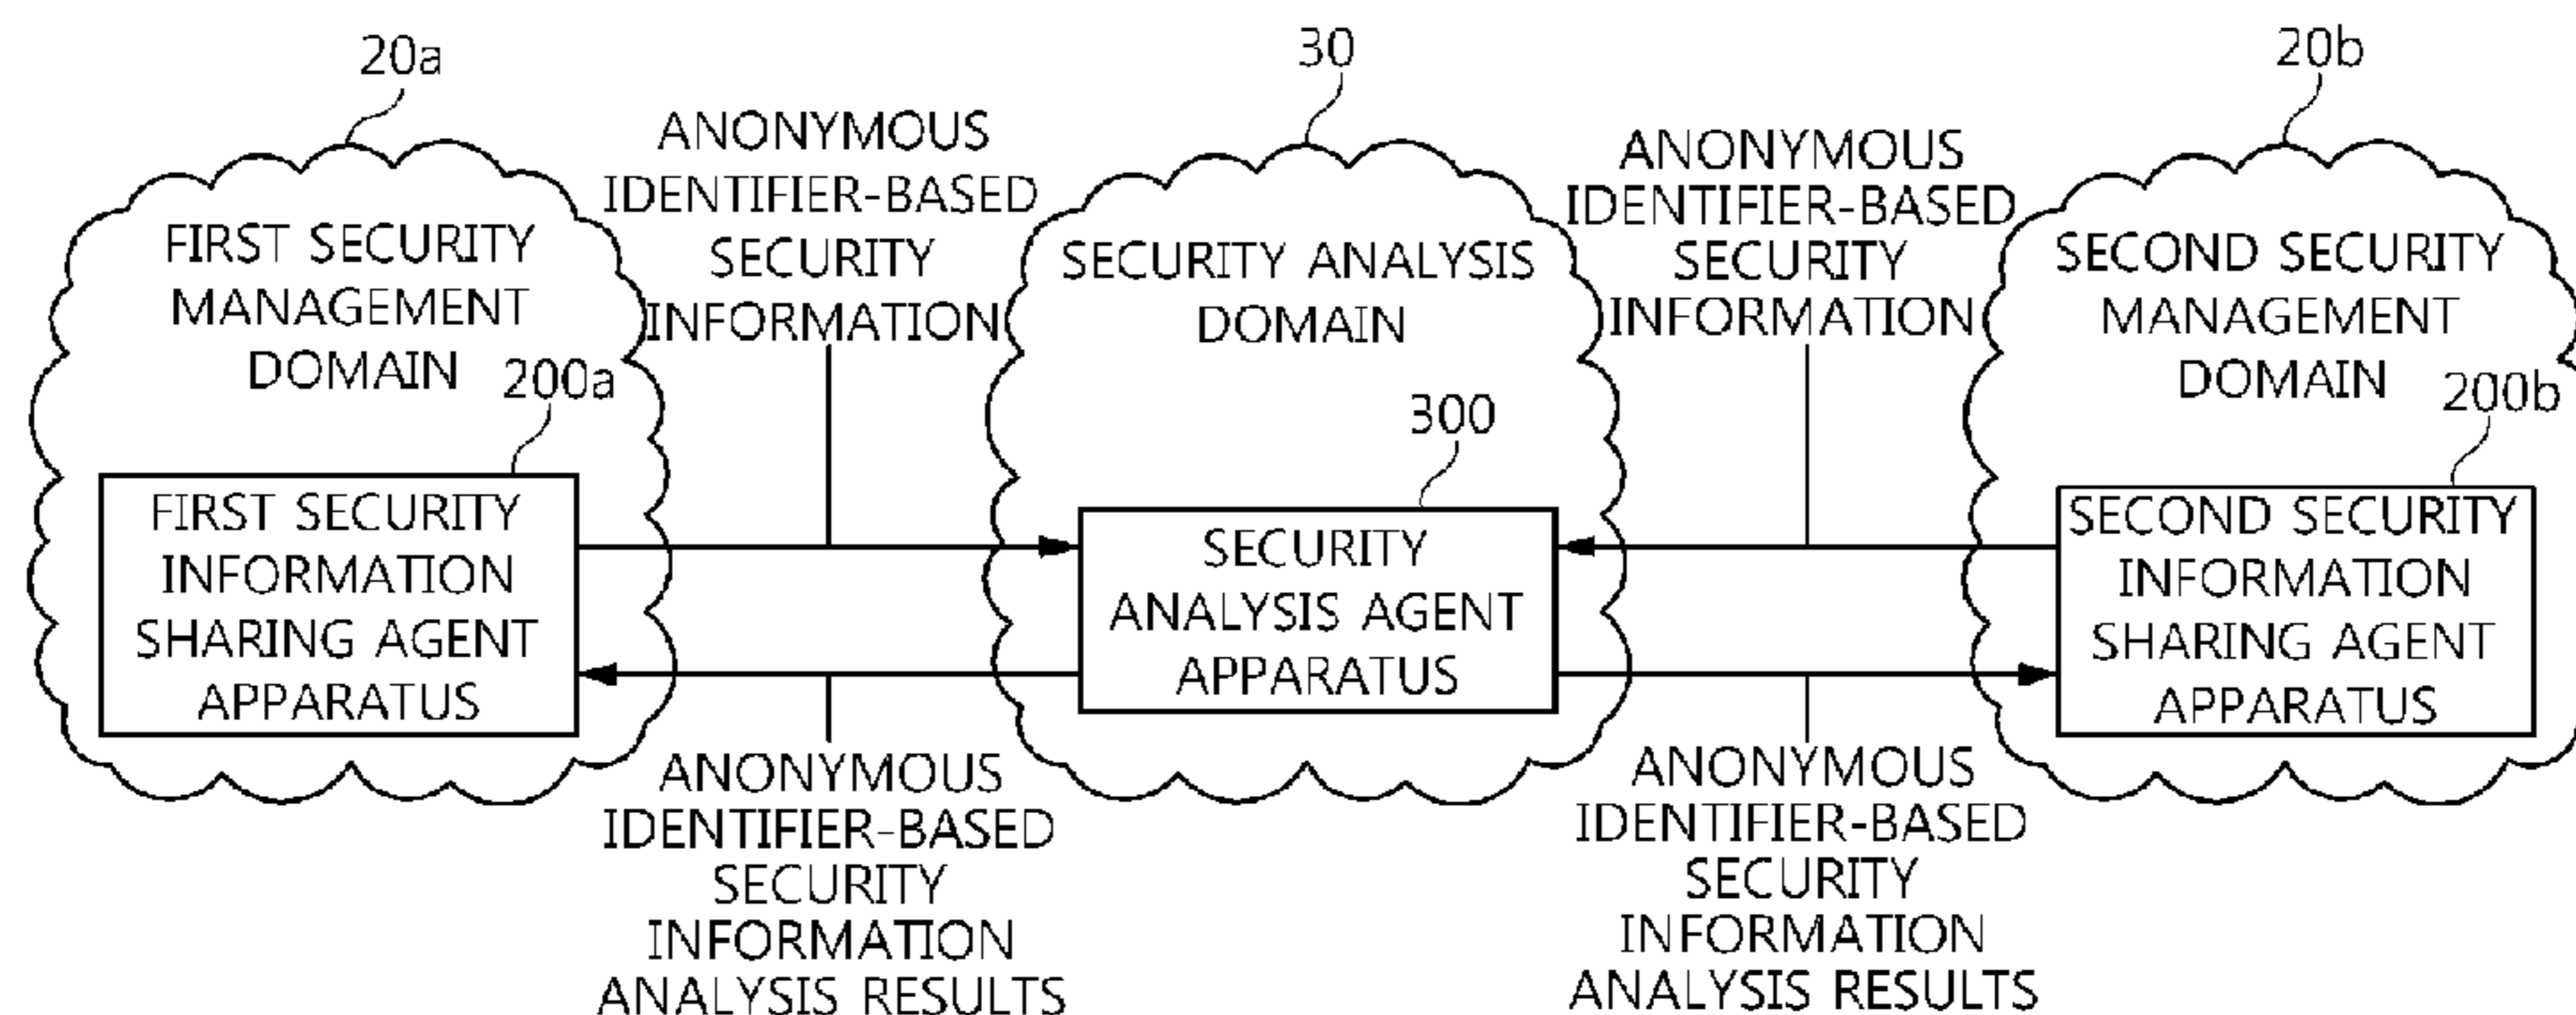 20a
30
20b
ANONYMOUS
IDENTIFIER-BASED
SECURITY
INFORMATION
ANONYMOUS
IDENTIFIER-BASED
SECURITY
INFORMATION
FIRST SECURITY
MANAGEMENT
DOMAIN
200a
SECURITY ANALYSIS
DOMAIN
300
SECOND SECURITY
MANAGEMENT
DOMAIN
200b
FIRST SECURITY
INFORMATION
SHARING AGENT
APPARATUS
SECURITY
ANALYSIS AGENT
APPARATUS
SECOND SECURITY
INFORMATION
SHARING AGENT
APPARATUS
ANONYMOUS
IDENTIFIER-BASED
SECURITY
INFORMATION
ANALYSIS RESULTS
ANONYMOUS
IDENTIFIER-BASED
SECURITY
INFORMATION
ANALYSIS RESULTS